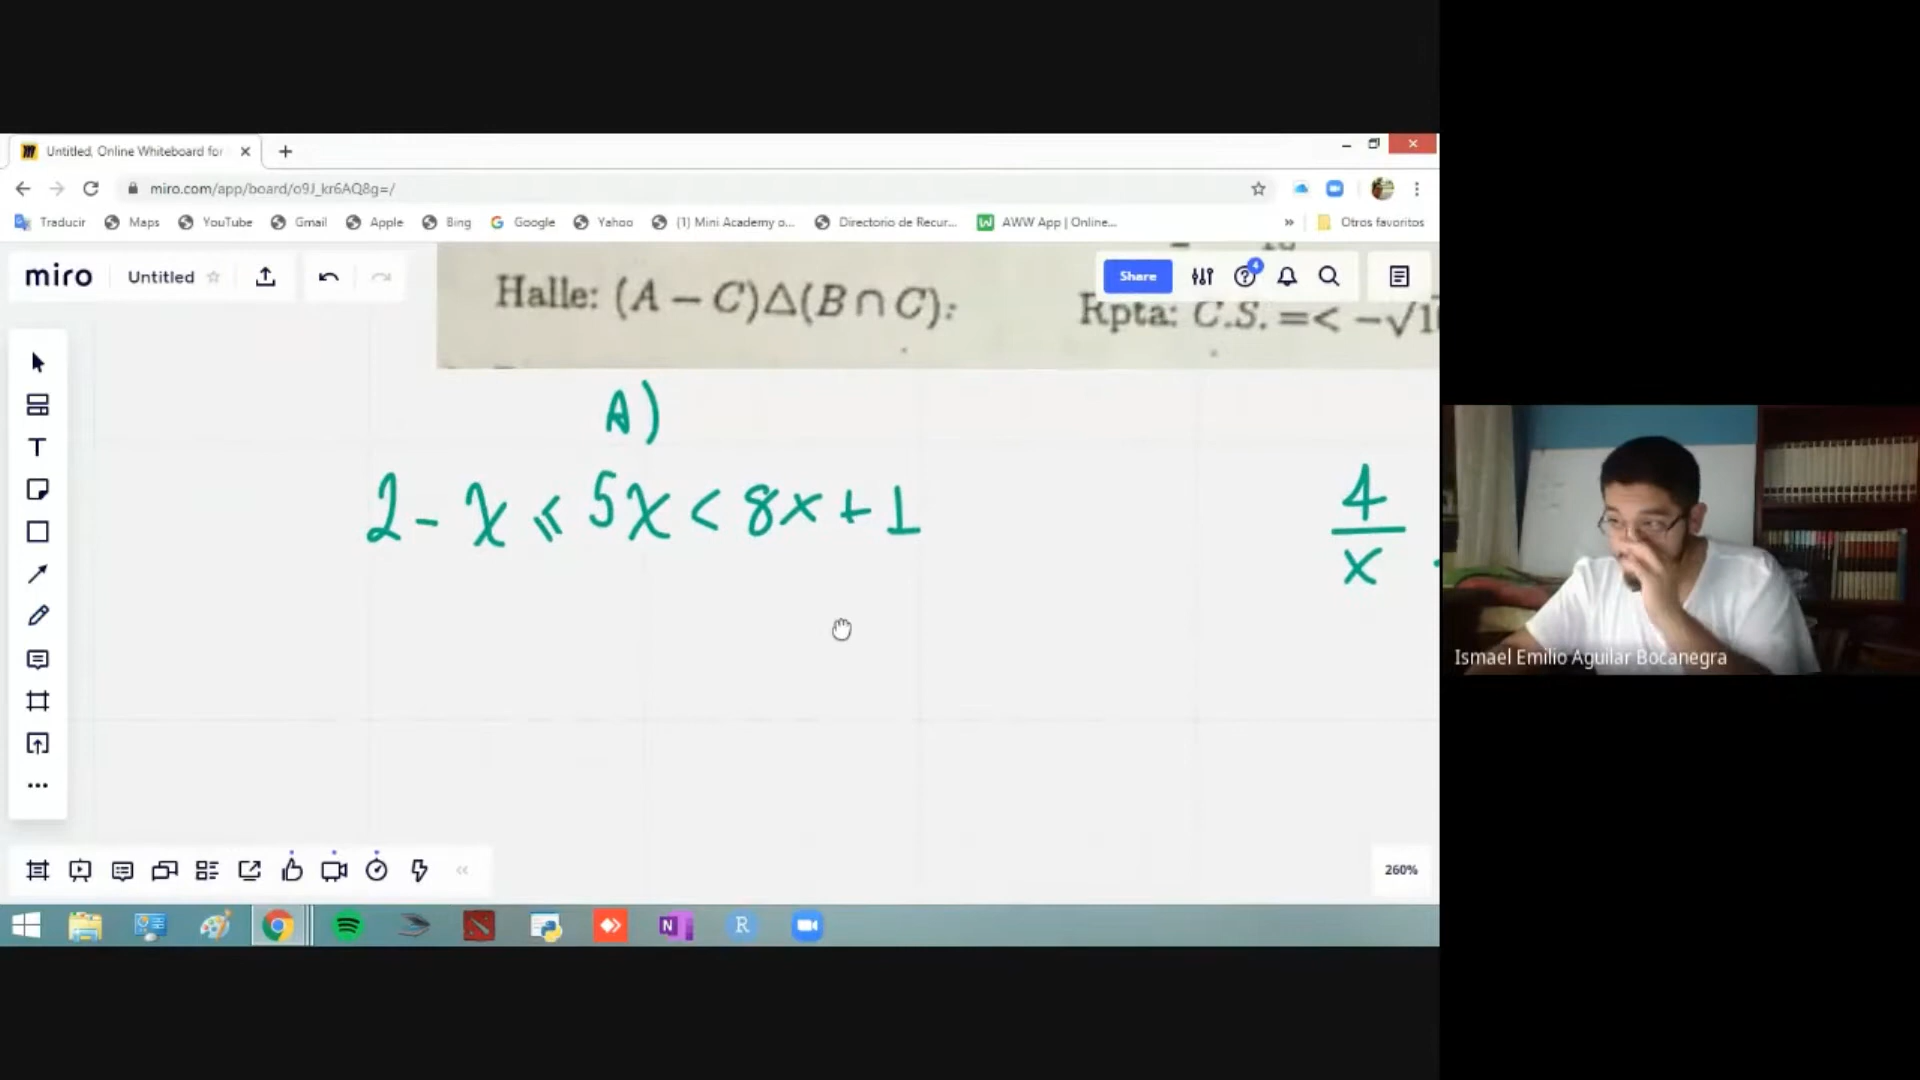 Untitled, Online Whiteboard for
miro.com/app/board/o9J_kr6AQ8g=/
Traducir Maps YouTube Gmail Apple Bing Google Yahoo (1) Mini Academy o... Directorio de Recur... AWW App | Online... » Otros favoritos
miro Untitled Share 4
Halle: (A − C)△(B ∩ C):
Rpta: C.S. =< −√1
A)
2 - x ≤ 5x < 8x + 1
4
x
Ismael Emilio Aguilar Bocanegra
260%